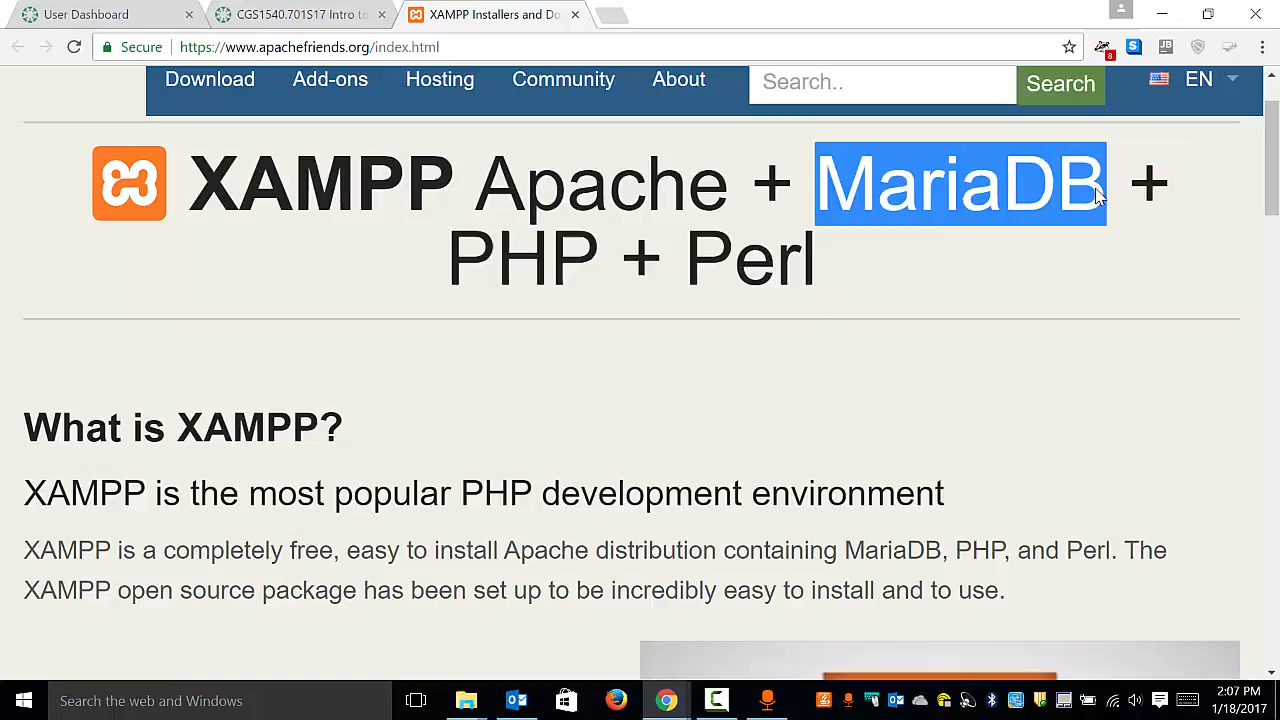 User Dashboard
CGS1540.701S17 Intro to
XAMPP Installers and Do
Secure
https://www.apachefriends.org/index.html
8
Download Add-ons Hosting Community About Search.. Search EN
XAMPP Apache + MariaDB +
PHP + Perl
What is XAMPP?
XAMPP is the most popular PHP development environment
XAMPP is a completely free, easy to install Apache distribution containing MariaDB, PHP, and Perl. The
XAMPP open source package has been set up to be incredibly easy to install and to use.
Search the web and Windows
2:07 PM
1/18/2017